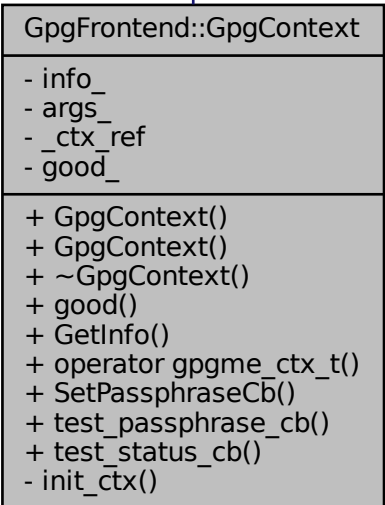 GpgFrontend::GpgContext
- info_
- args_
- _ctx_ref
- good_
+ GpgContext()
+ GpgContext()
+ ~GpgContext()
+ good()
+ GetInfo()
+ operator gpgme_ctx_t()
+ SetPassphraseCb()
+ test_passphrase_cb()
+ test_status_cb()
- init_ctx()